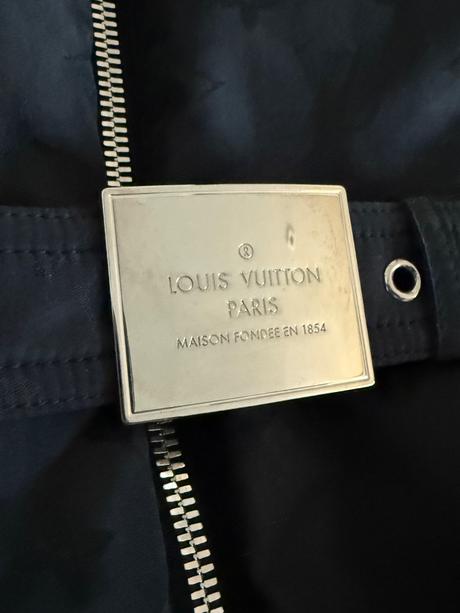 ®
LOUIS VUITTON
PARIS
MAISON FONDEE EN 1854